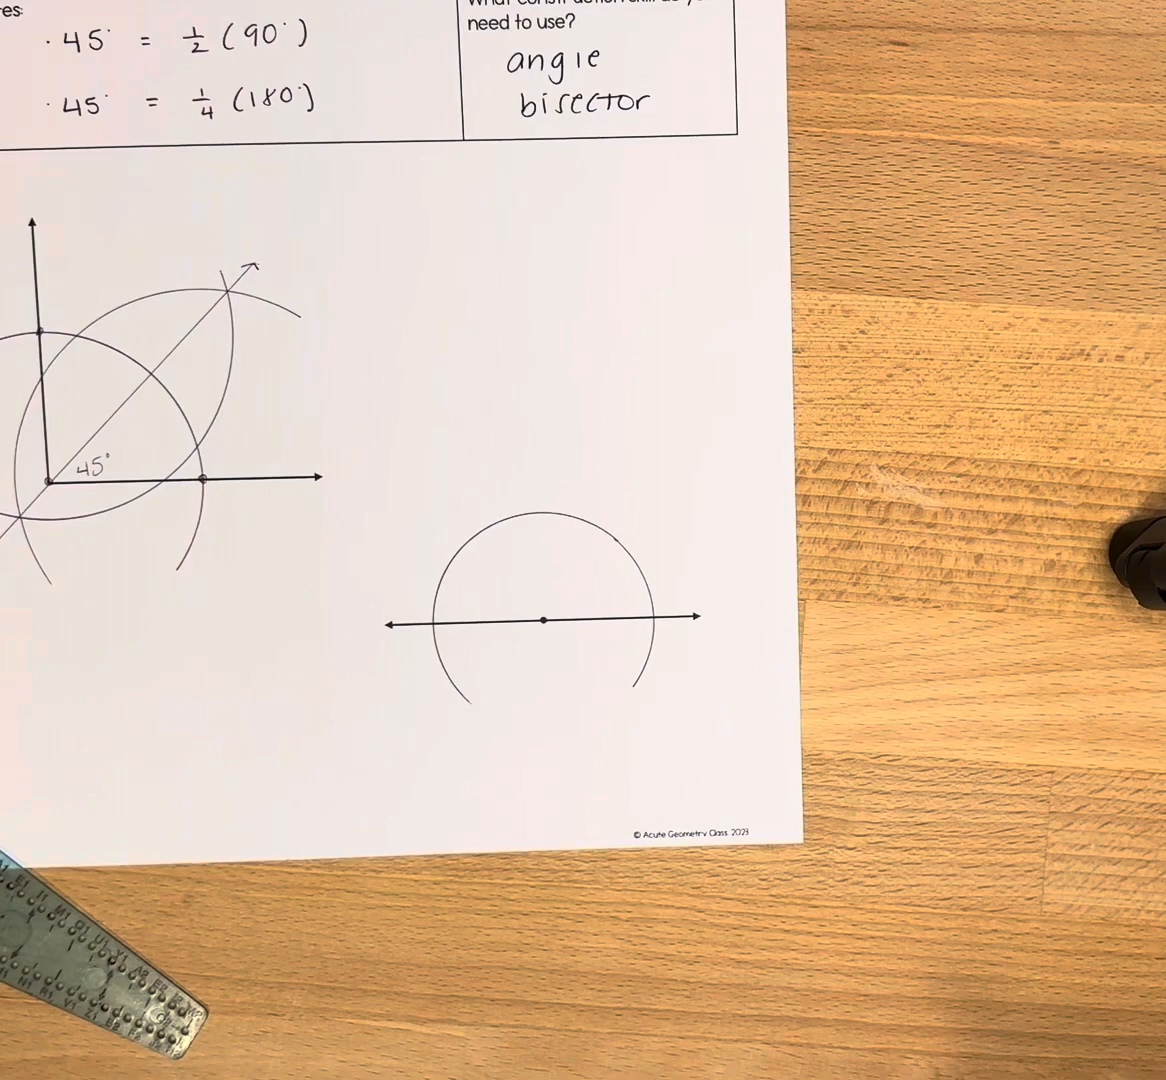 es:
· 45° = 1/2 (90°)
· 45° = 1/4 (180°)
need to use?
angle
bisector
45°
© Acute Geometry Class, 2023